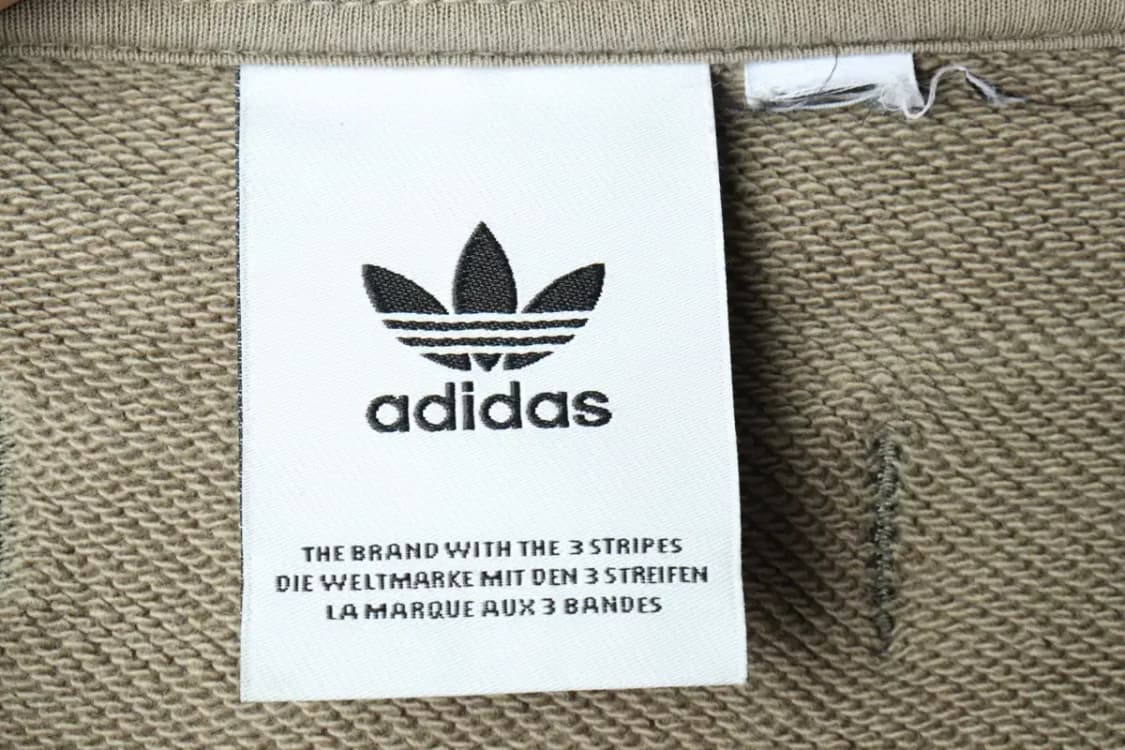 adidas
THE BRAND WITH THE 3 STRIPES
DIE WELTMARKE MIT DEN 3 STREIFEN
LA MARQUE AUX 3 BANDES